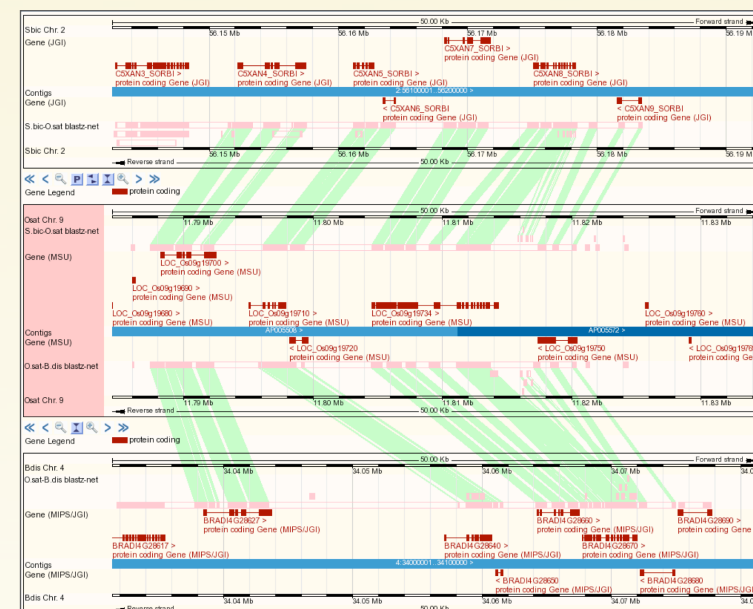 50.00 Kb Forward strand
Sbic Chr. 2
56.15 Mb 56.16 Mb 56.17 Mb 56.18 Mb 56.19 M
Gene (JGI)
C5XAN7_SORBI >
protein coding Gene (JGI)
C5XAN3_SORBI > C5XAN4_SORBI > C5XAN5_SORBI > C5XAN8_SORBI >
protein coding Gene (JGI) protein coding Gene (JGI) protein coding Gene (JGI) protein coding Gene (JGI)
Contigs 2:56100001..56200000 >
Gene (JGI)
< C5XAN6_SORBI < C5XAN9_SORBI
protein coding Gene (JGI) protein coding Gene (JGI)
S.bic-O.sat blastz-net
Sbic Chr. 2
56.15 Mb 56.16 Mb 56.17 Mb 56.18 Mb 56.19 M
Reverse strand 50.00 Kb
Gene Legend protein coding
50.00 Kb Forward strand
Osat Chr. 9
11.79 Mb 11.80 Mb 11.81 Mb 11.82 Mb 11.83 Mb
S.bic-O.sat blastz-net
Gene (MSU)
LOC_Os09g19700 >
protein coding Gene (MSU)
LOC_Os09g19690 >
protein coding Gene (MSU)
LOC_Os09g19680 > LOC_Os09g19710 > LOC_Os09g19734 > LOC_Os09g19760 >
protein coding Gene (MSU) protein coding Gene (MSU) protein coding Gene (MSU) protein coding Gene (MSU)
Contigs AP005572 >
Gene (MSU)
< LOC_Os09g19720 < LOC_Os09g19750
protein coding Gene (MSU) protein coding Gene (MSU) protein coding Ge
O.sat-B.dis blastz-net
Osat Chr. 9
11.79 Mb 11.80 Mb 11.81 Mb 11.82 Mb 11.83 Mb
Reverse strand 50.00 Kb
Gene Legend protein coding
50.00 Kb Forward strand
Bdis Chr. 4
34.04 Mb 34.05 Mb 34.06 Mb 34.07 Mb
O.sat-B.dis blastz-net
Gene (MIPS/JGI)
BRADI4G28627 > BRADI4G28660 > BRADI4G28690 >
protein coding Gene (MIPS/JGI) protein coding Gene (MIPS/JGI) protein coding Gene
BRADI4G28617 > BRADI4G28640 > BRADI4G28670 >
protein coding Gene (MIPS/JGI) protein coding Gene (MIPS/JGI) protein coding Gene (MIPS/JGI)
Contigs 4:34000001..34100000 >
Gene (MIPS/JGI)
< BRADI4G28650 < BRADI4G28680
protein coding Gene (MIPS/JGI) protein coding Gene (MIPS/JGI)
Bdis Chr. 4
34.04 Mb 34.05 Mb 34.06 Mb 34.07 Mb
Reverse strand 50.00 Kb